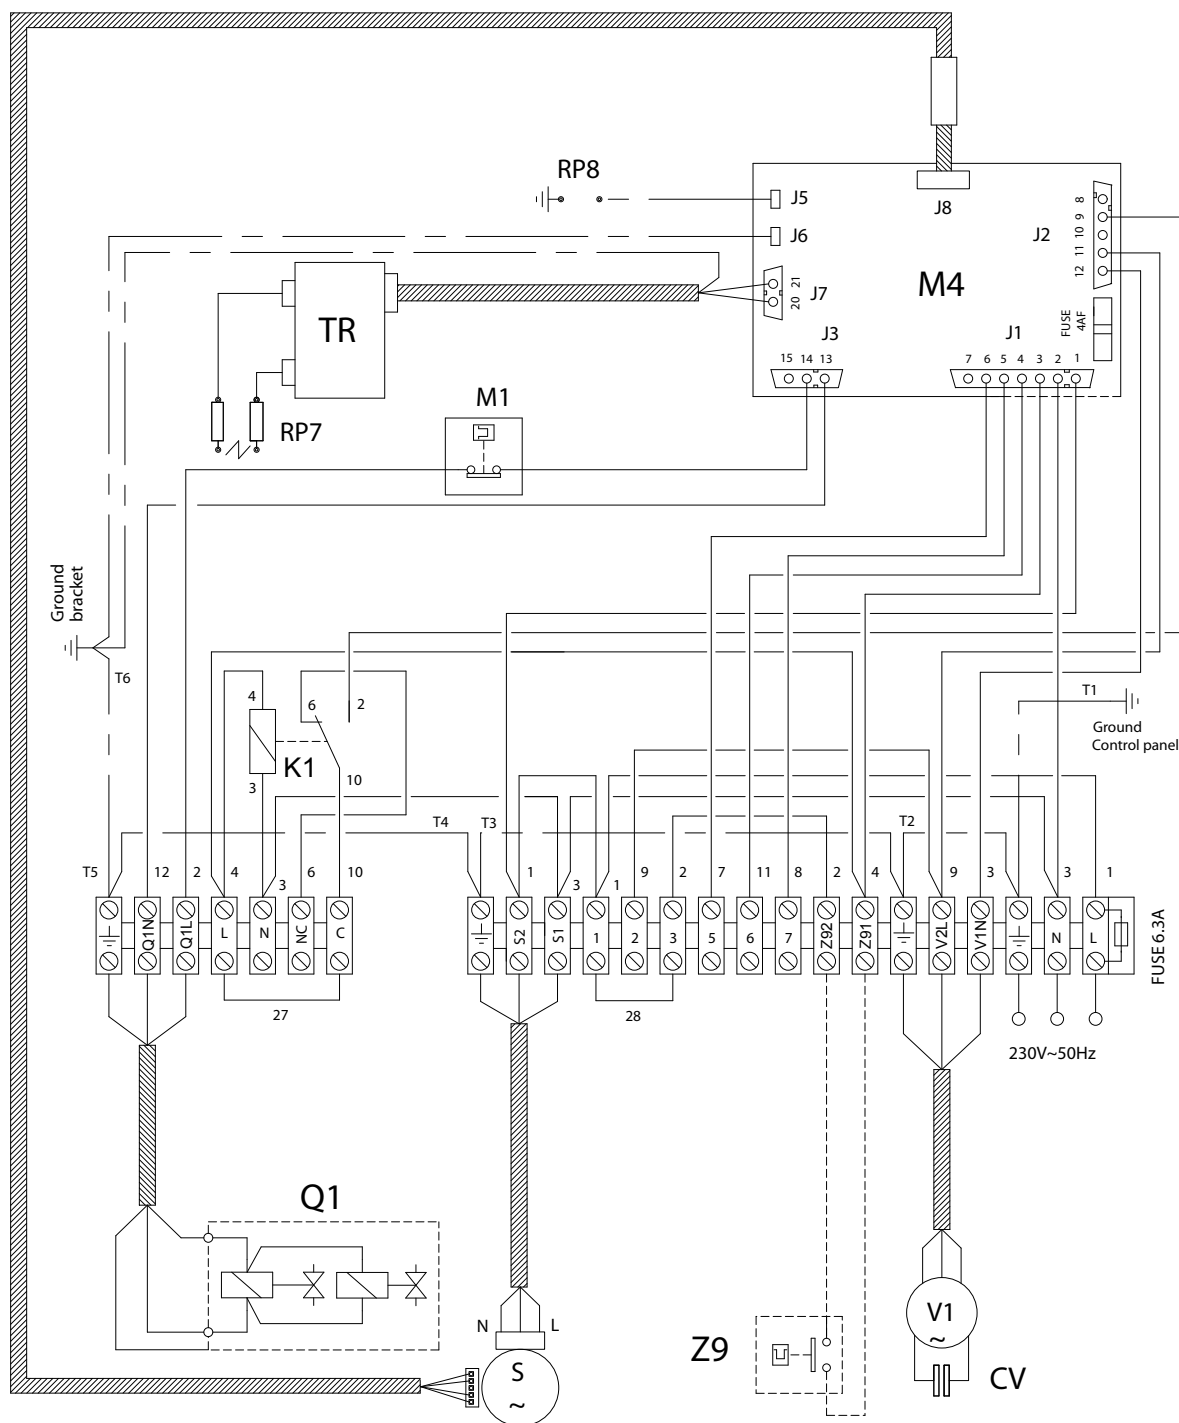 RP8
J5
J8
J6
J2
8
9
10
11
12
M4
TR
21
20
J7
J3
J1
FUSE
4AF
15 14 13
7 6 5 4 3 2 1
M1
RP7
Ground
bracket
T6
T1
Ground
Control panel
4
6
2
K1
3
10
T4
T3
T2
T5
12
2
4
3
6
10
1
3
1
9
2
7
11
8
2
4
9
3
3
1
Q1N
Q1L
L
N
NC
C
S2
S1
1
2
3
5
6
7
Z92
Z91
V2L
V1N
N
L
FUSE 6.3A
27
28
230V~50Hz
Q1
N
L
S
~
Z9
V1
~
CV